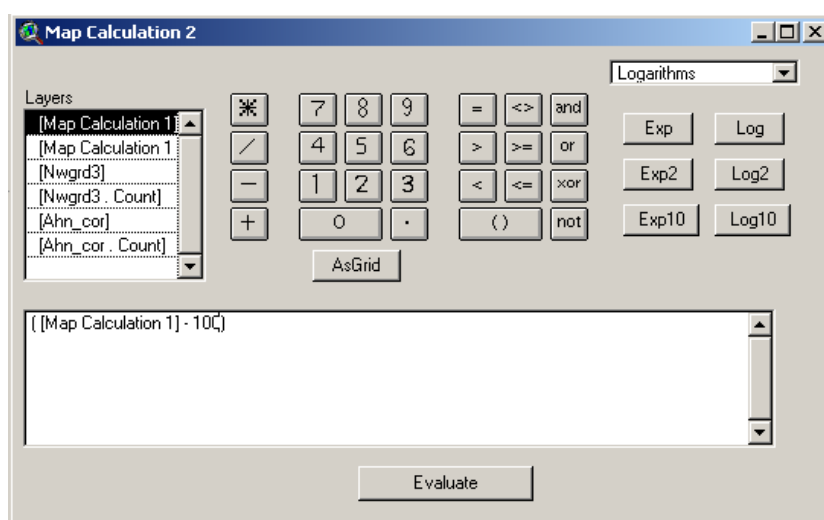 Map Calculation 2
Logarithms
Layers
[Map Calculation 1]
[Map Calculation 1
[Nwgrd3]
[Nwgrd3 . Count]
[Ahn_cor]
[Ahn_cor . Count]
* 7 8 9 = <> and
/ 4 5 6 > >= or
- 1 2 3 < <= xor
+ 0 . ( ) not
AsGrid
Exp Log
Exp2 Log2
Exp10 Log10
( [Map Calculation 1] - 100)
Evaluate